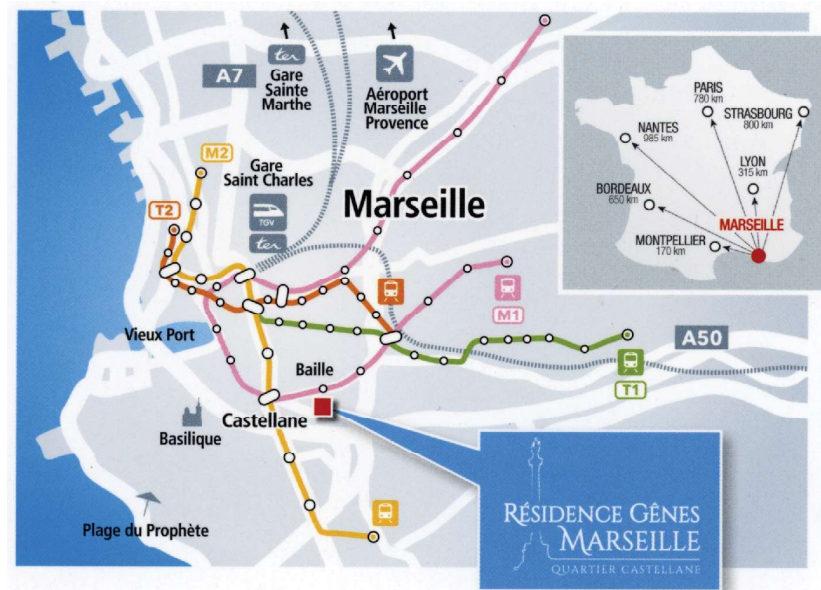 ter
Gare
Sainte
Marthe
A7
Aéroport
Marseille
Provence
M2
Gare
Saint Charles
TGV
ter
T2
Marseille
M1
Vieux Port
Baille
A50
T1
Castellane
Basilique
Plage du Prophète
PARIS
780 km
STRASBOURG
800 km
NANTES
985 km
LYON
315 km
BORDEAUX
650 km
MARSEILLE
MONTPELLIER
170 km
RÉSIDENCE GÊNES
MARSEILLE
QUARTIER CASTELLANE